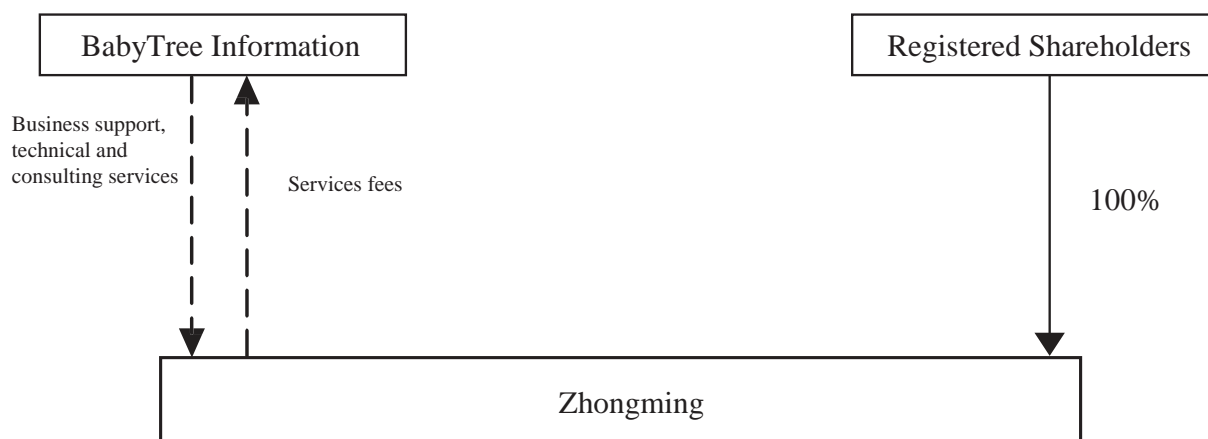 BabyTree Information
Registered Shareholders
Business support,
technical and
consulting services
Services fees
100%
Zhongming